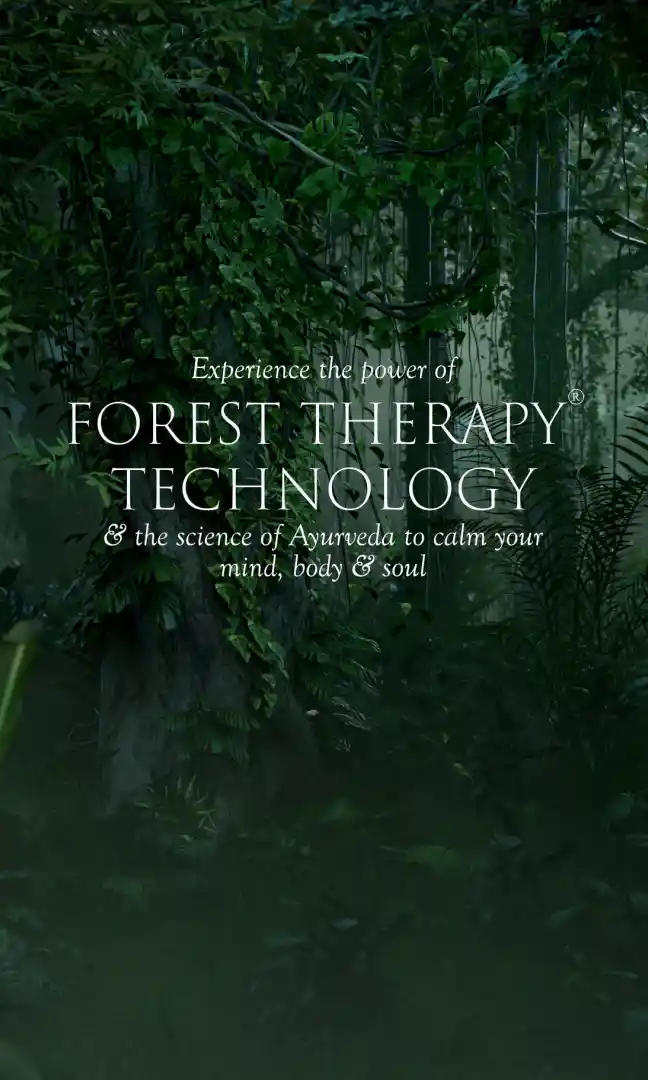 Experience the power of
FOREST THERAPY®
TECHNOLOGY
& the science of Ayurveda to calm your
mind, body & soul